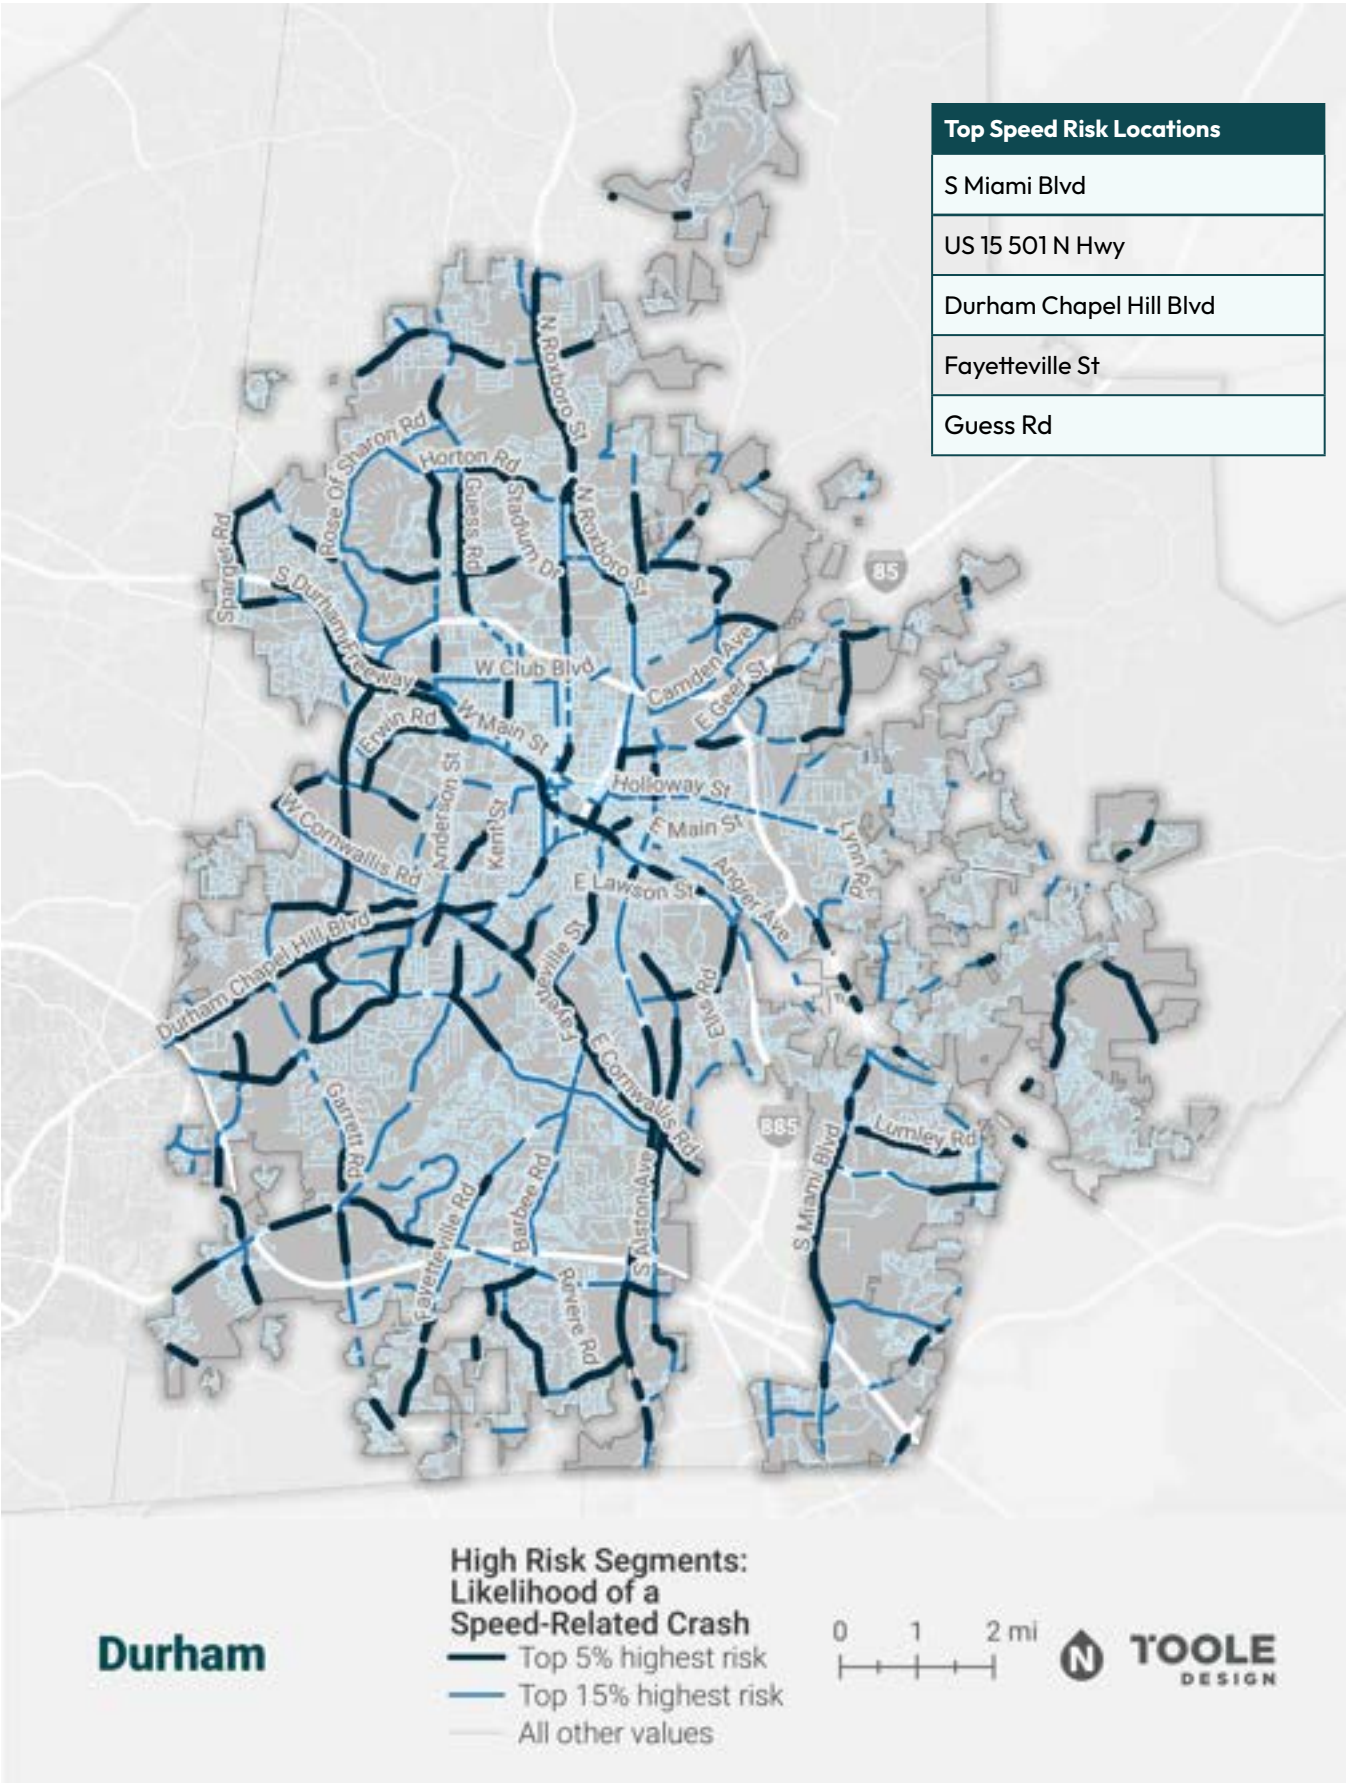 Top Speed Risk Locations
S Miami Blvd
US 15 501 N Hwy
Durham Chapel Hill Blvd
Fayetteville St
Guess Rd
N Roxboro St
Rose Of Sharon Rd
Horton Rd
Guess Rd
Stadium Dr
N Roxboro St
Sparger Rd
S Durham Freeway
85
W Club Blvd
Camden Ave
E Geer St
Erwin Rd
W Main St
Anderson St
Kent St
Holloway St
E Main St
Lynn Rd
W Cornwallis Rd
E Lawson St
Angier Ave
Durham Chapel Hill Blvd
Fayetteville St
Ellis Rd
E Cornwallis Rd
Garrett Rd
885
Lumley Rd
S Miami Blvd
Barbee Rd
Fayetteville Rd
S Alston Ave
Revere Rd
Durham
High Risk Segments:
Likelihood of a
Speed-Related Crash
Top 5% highest risk
Top 15% highest risk
All other values
0 1 2 mi
N
TOOLE
DESIGN